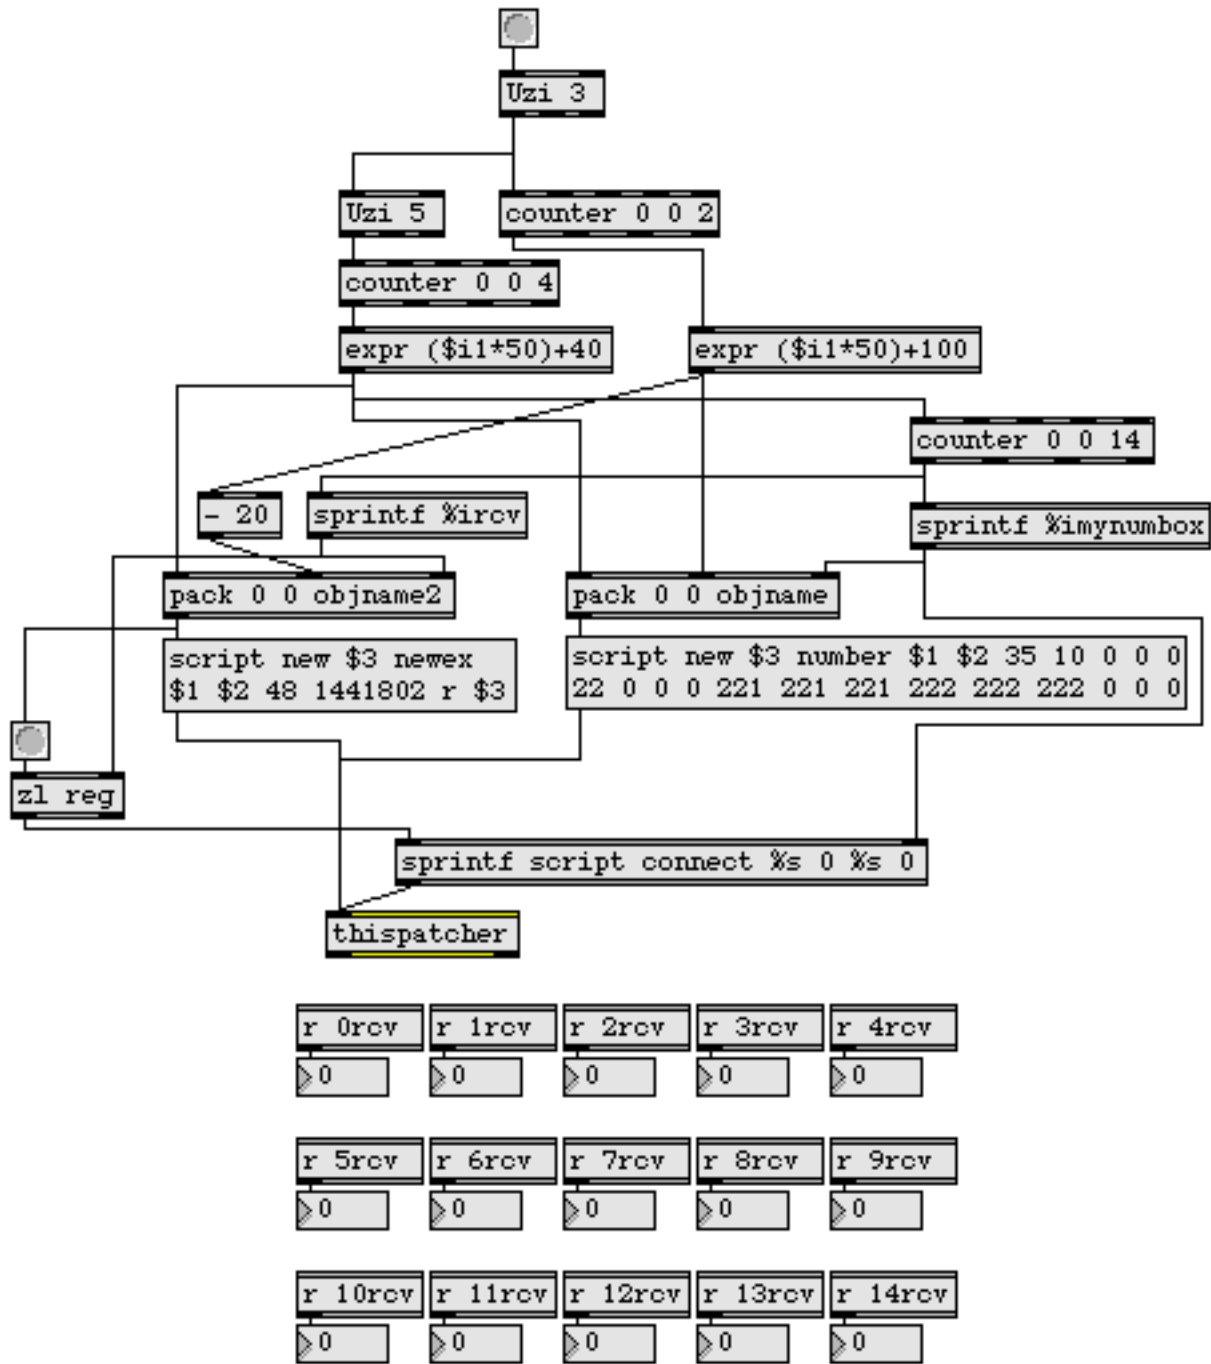 Uzi 3
Uzi 5
counter 0 0 2
counter 0 0 4
expr ($i1*50)+40
expr ($i1*50)+100
counter 0 0 14
- 20
sprintf %ircv
sprintf %imynumbox
pack 0 0 objname2
pack 0 0 objname
script new $3 newex
$1 $2 48 1441802 r $3
script new $3 number $1 $2 35 10 0 0 0
22 0 0 0 221 221 221 222 222 222 0 0 0
zl reg
sprintf script connect %s 0 %s 0
thispatcher
r 0rcv r 1rcv r 2rcv r 3rcv r 4rcv
0 0 0 0 0
r 5rcv r 6rcv r 7rcv r 8rcv r 9rcv
0 0 0 0 0
r 10rcv r 11rcv r 12rcv r 13rcv r 14rcv
0 0 0 0 0